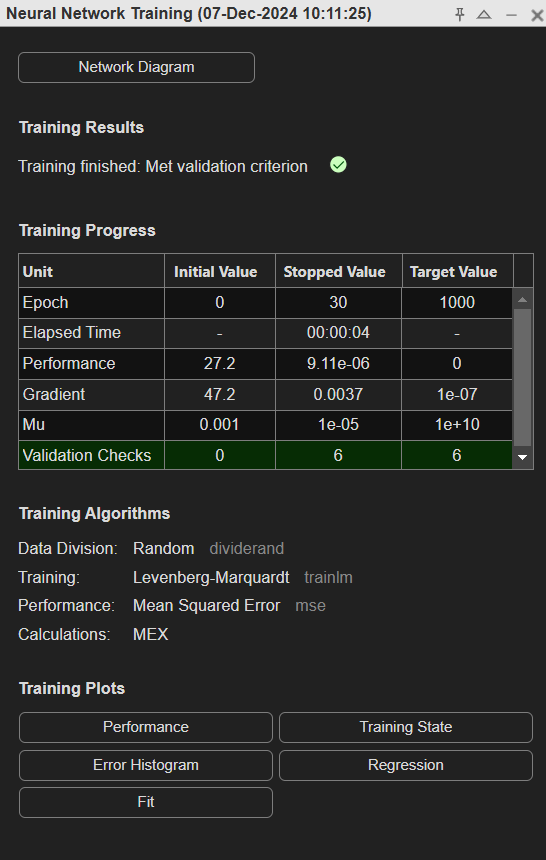 Neural Network Training (07-Dec-2024 10:11:25)
Network Diagram
Training Results
Training finished: Met validation criterion
Training Progress
Unit Initial Value Stopped Value Target Value
Epoch 0 30 1000
Elapsed Time - 00:00:04 -
Performance 27.2 9.11e-06 0
Gradient 47.2 0.0037 1e-07
Mu 0.001 1e-05 1e+10
Validation Checks 0 6 6
Training Algorithms
Data Division: Random dividerand
Training: Levenberg-Marquardt trainlm
Performance: Mean Squared Error mse
Calculations: MEX
Training Plots
Performance Training State
Error Histogram Regression
Fit